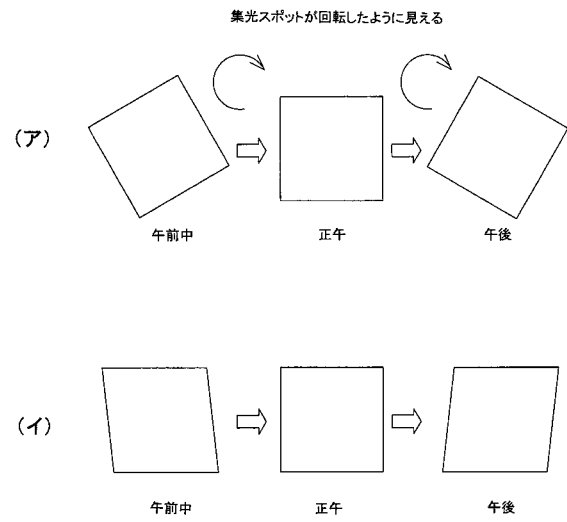 集光スポットが回転したように見える
(ア)
午前中 正午 午後
(イ)
午前中 正午 午後